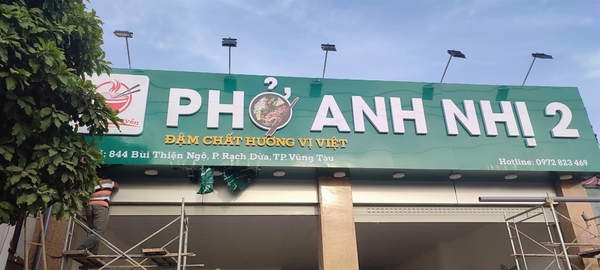 PHỞ ANH NHỊ 2
ĐẬM CHẤT HƯƠNG VỊ VIỆT
844 Bùi Thiện Ngộ, P. Rạch Dừa, TP. Vũng Tàu
Hotline: 0972 823 469